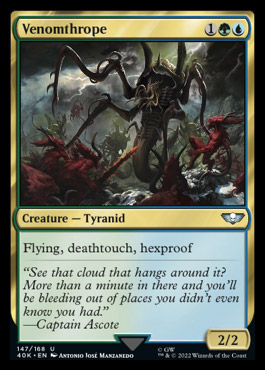 Venomthrope 1
Creature — Tyranid
Flying, deathtouch, hexproof
“See that cloud that hangs around it?
More than a minute in there and you’ll
be bleeding out of places you didn’t even
know you had.”
—Captain Ascote
2/2
147/168 U
40K • EN Antonio José Manzanedo
© GW
™ & © 2022 Wizards of the Coast